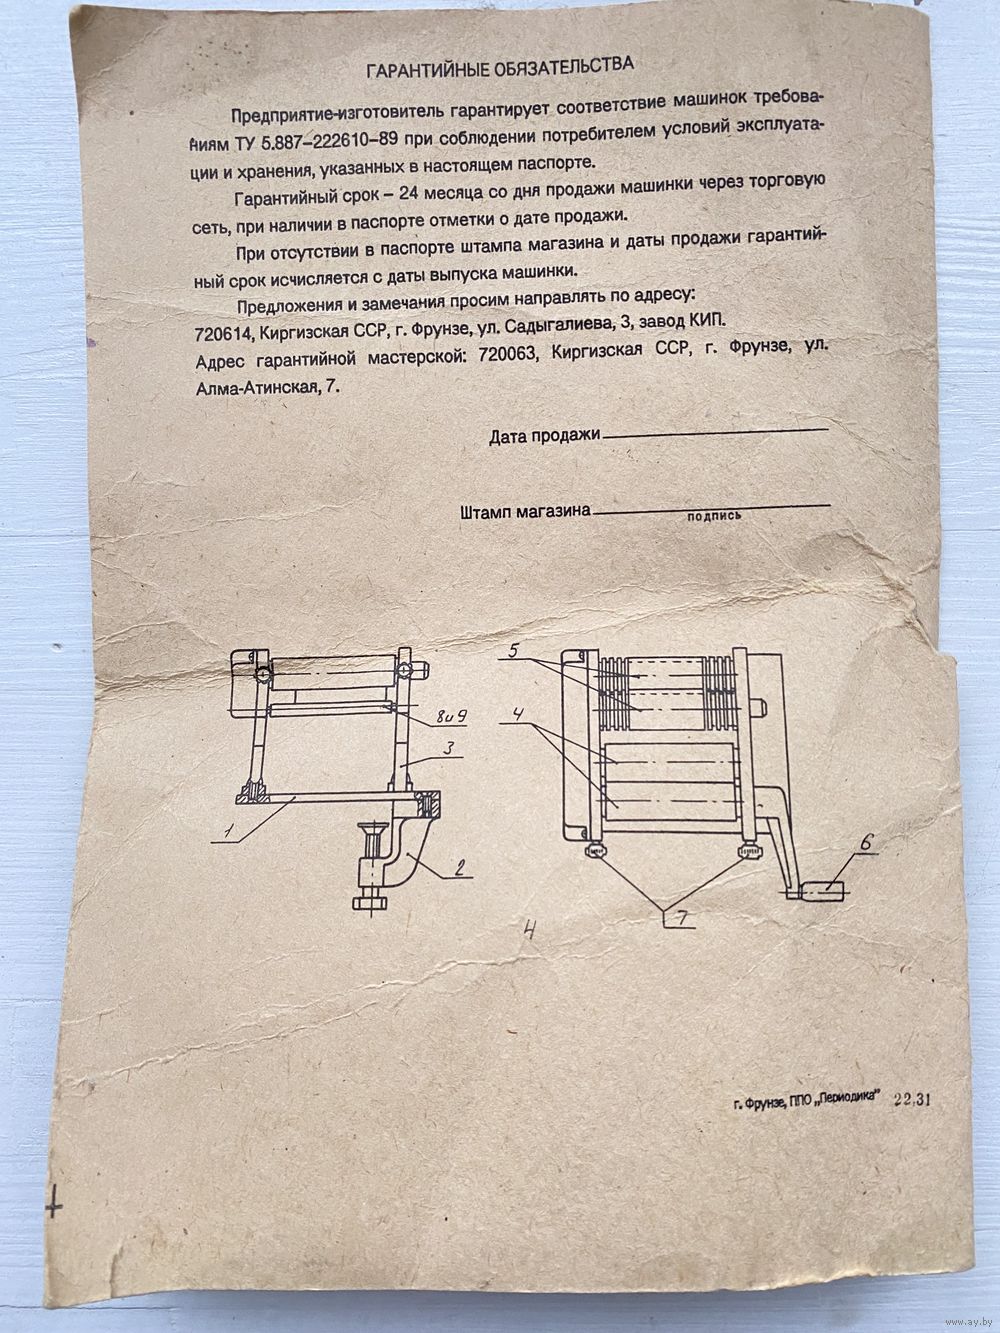 ГАРАНТИЙНЫЕ ОБЯЗАТЕЛЬСТВА
Предприятие-изготовитель гарантирует соответствие машинок требова-
ниям ТУ 5.887–222610–89 при соблюдении потребителем условий эксплуата-
ции и хранения, указанных в настоящем паспорте.
Гарантийный срок – 24 месяца со дня продажи машинки через торговую
сеть, при наличии в паспорте отметки о дате продажи.
При отсутствии в паспорте штампа магазина и даты продажи гарантий-
ный срок исчисляется с даты выпуска машинки.
Предложения и замечания просим направлять по адресу:
720614, Киргизская ССР, г. Фрунзе, ул. Садыгалиева, 3, завод КИП.
Адрес гарантийной мастерской: 720063, Киргизская ССР, г. Фрунзе, ул.
Алма-Атинская, 7.
Дата продажи
Штамп магазина
подпись
5
8и9
4
3
1
2
6
7
4
г. Фрунзе, ППО „Периодика" 22.31
www.ay.by